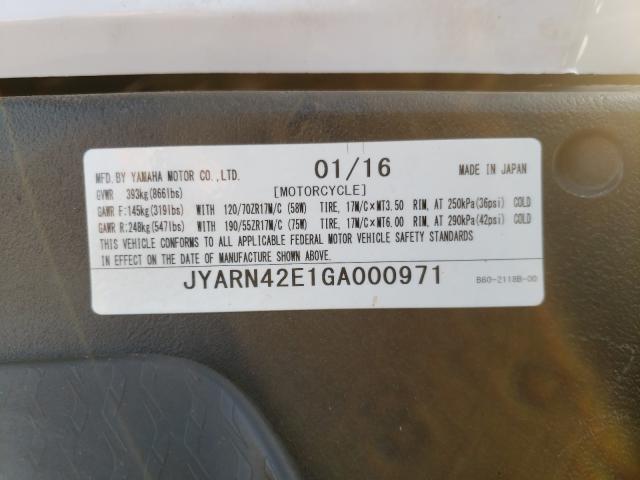 MFD.BY YAMAHA MOTOR CO.,LTD. 01/16 MADE IN JAPAN
GVWR 393kg(866lbs) [MOTORCYCLE]
GAWR F:145kg(319lbs) WITH 120/70ZR17M/C (58W) TIRE, 17M/C×MT3.50 RIM, AT 250kPa(36psi) COLD
GAWR R:248kg(547lbs) WITH 190/55ZR17M/C (75W) TIRE, 17M/C×MT6.00 RIM, AT 290kPa(42psi) COLD
THIS VEHICLE CONFORMS TO ALL APPLICABLE FEDERAL MOTOR VEHICLE SAFETY STANDARDS
IN EFFECT ON THE DATE OF MANUFACTURE SHOWN ABOVE.
JYARN42E1GA000971 B60-2118B-00